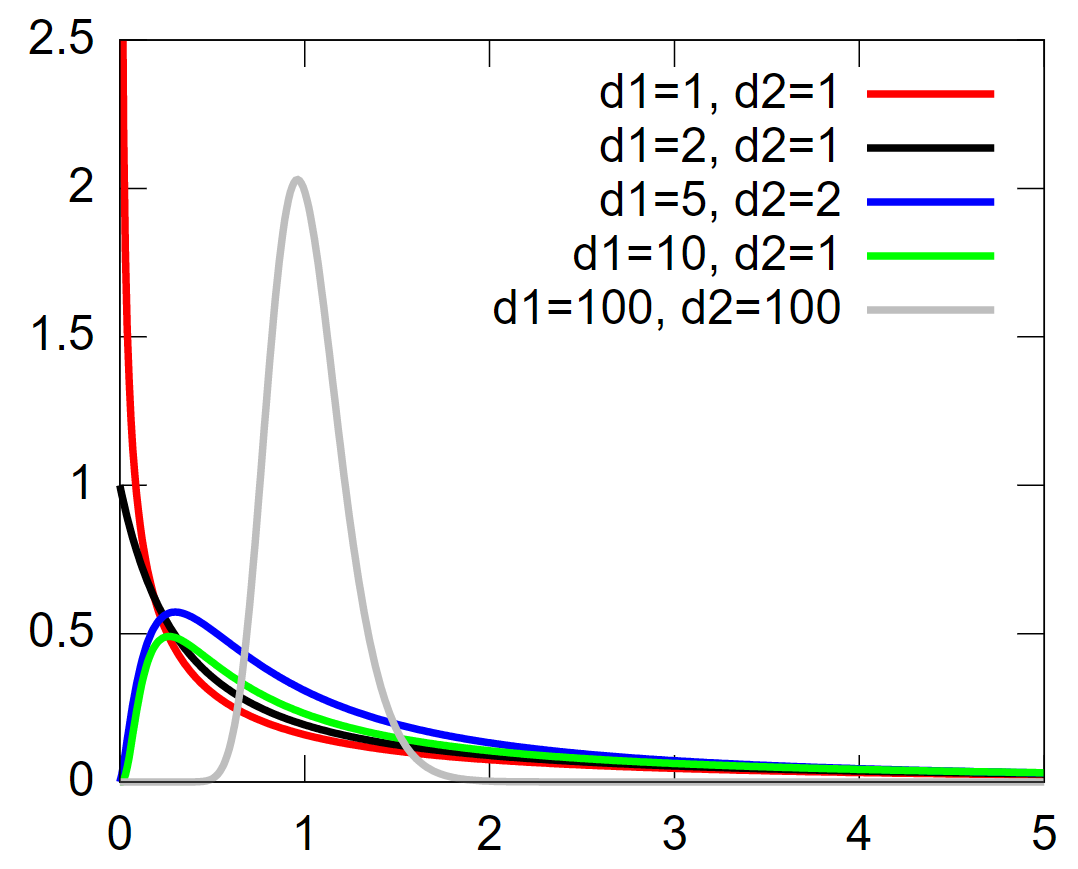 2.5
d1=1, d2=1
d1=2, d2=1
2
d1=5, d2=2
d1=10, d2=1
d1=100, d2=100
1.5
1
0.5
0
0 1 2 3 4 5